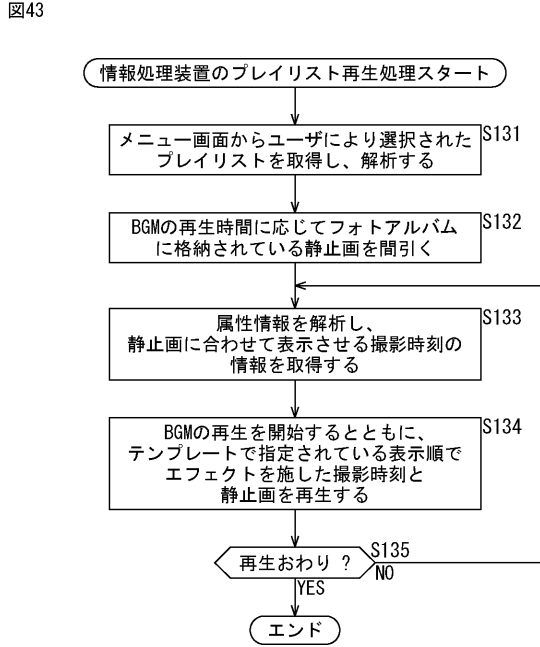 図43
情報処理装置のプレイリスト再生処理スタート
メニュー画面からユーザにより選択された
プレイリストを取得し、解析する
S131
BGMの再生時間に応じてフォトアルバム
に格納されている静止画を間引く
S132
属性情報を解析し、
静止画に合わせて表示させる撮影時刻の
情報を取得する
S133
BGMの再生を開始するとともに、
テンプレートで指定されている表示順で
エフェクトを施した撮影時刻と
静止画を再生する
S134
再生おわり ?
S135
NO
YES
エンド